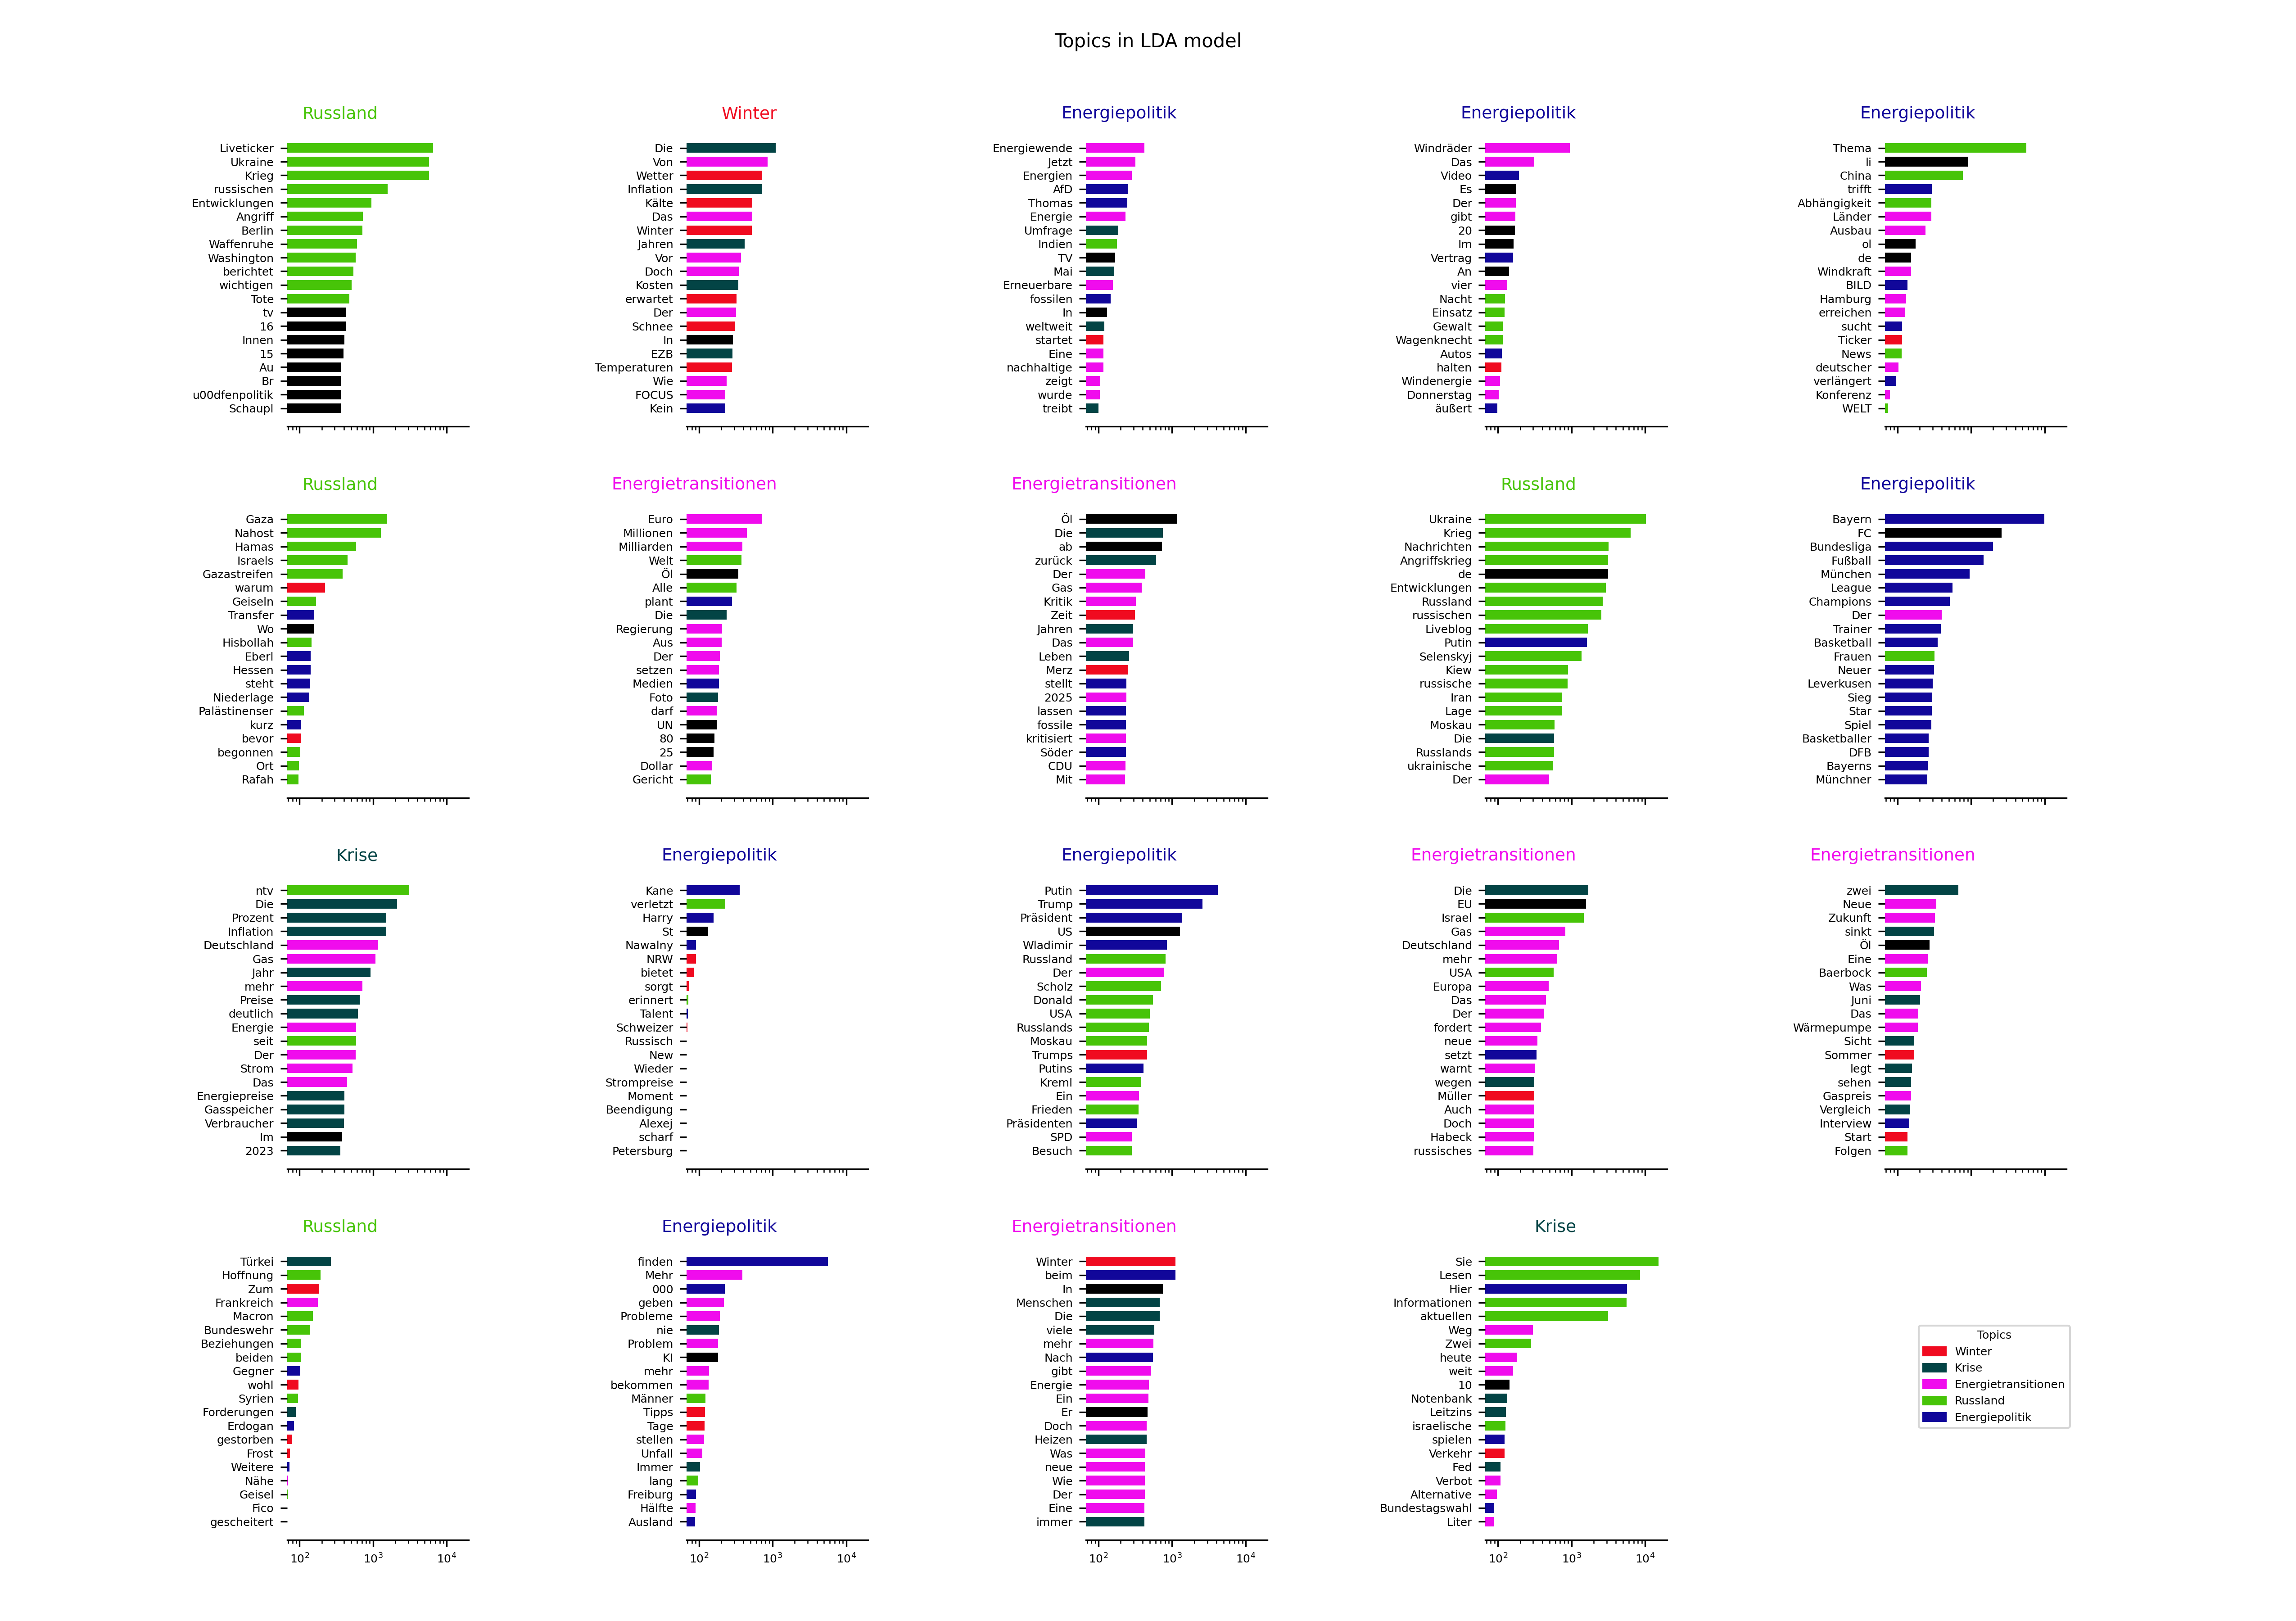 Topics in LDA model
Russland
Liveticker
Ukraine
Krieg
russischen
Entwicklungen
Angriff
Berlin
Waffenruhe
Washington
berichtet
wichtigen
Tote
tv
16
Innen
15
Au
Br
u00dfenpolitik
Schaupl
Winter
Die
Von
Wetter
Inflation
Kälte
Das
Winter
Jahren
Vor
Doch
Kosten
erwartet
Der
Schnee
In
EZB
Temperaturen
Wie
FOCUS
Kein
Energiepolitik
Energiewende
Jetzt
Energien
AfD
Thomas
Energie
Umfrage
Indien
TV
Mai
Erneuerbare
fossilen
In
weltweit
startet
Eine
nachhaltige
zeigt
wurde
treibt
Energiepolitik
Windräder
Das
Video
Es
Der
gibt
20
Im
Vertrag
An
vier
Nacht
Einsatz
Gewalt
Wagenknecht
Autos
halten
Windenergie
Donnerstag
äußert
Energiepolitik
Thema
li
China
trifft
Abhängigkeit
Länder
Ausbau
ol
de
Windkraft
BILD
Hamburg
erreichen
sucht
Ticker
News
deutscher
verlängert
Konferenz
WELT
Russland
Gaza
Nahost
Hamas
Israels
Gazastreifen
warum
Geiseln
Transfer
Wo
Hisbollah
Eberl
Hessen
steht
Niederlage
Palästinenser
kurz
bevor
begonnen
Ort
Rafah
Energietransitionen
Euro
Millionen
Milliarden
Welt
Öl
Alle
plant
Die
Regierung
Aus
Der
setzen
Medien
Foto
darf
UN
80
25
Dollar
Gericht
Energietransitionen
Öl
Die
ab
zurück
Der
Gas
Kritik
Zeit
Jahren
Das
Leben
Merz
stellt
2025
lassen
fossile
kritisiert
Söder
CDU
Mit
Russland
Ukraine
Krieg
Nachrichten
Angriffskrieg
de
Entwicklungen
Russland
russischen
Liveblog
Putin
Selenskyj
Kiew
russische
Iran
Lage
Moskau
Die
Russlands
ukrainische
Der
Energiepolitik
Bayern
FC
Bundesliga
Fußball
München
League
Champions
Der
Trainer
Basketball
Frauen
Neuer
Leverkusen
Sieg
Star
Spiel
Basketballer
DFB
Bayerns
Münchner
Krise
ntv
Die
Prozent
Inflation
Deutschland
Gas
Jahr
mehr
Preise
deutlich
Energie
seit
Der
Strom
Das
Energiepreise
Gasspeicher
Verbraucher
Im
2023
Energiepolitik
Kane
verletzt
Harry
St
Nawalny
NRW
bietet
sorgt
erinnert
Talent
Schweizer
Russisch
New
Wieder
Strompreise
Moment
Beendigung
Alexej
scharf
Petersburg
Energiepolitik
Putin
Trump
Präsident
US
Wladimir
Russland
Der
Scholz
Donald
USA
Russlands
Moskau
Trumps
Putins
Kreml
Ein
Frieden
Präsidenten
SPD
Besuch
Energietransitionen
Die
EU
Israel
Gas
Deutschland
mehr
USA
Europa
Das
Der
fordert
neue
setzt
warnt
wegen
Müller
Auch
Doch
Habeck
russisches
Energietransitionen
zwei
Neue
Zukunft
sinkt
Öl
Eine
Baerbock
Was
Juni
Das
Wärmepumpe
Sicht
Sommer
legt
sehen
Gaspreis
Vergleich
Interview
Start
Folgen
Russland
Türkei
Hoffnung
Zum
Frankreich
Macron
Bundeswehr
Beziehungen
beiden
Gegner
wohl
Syrien
Forderungen
Erdogan
gestorben
Frost
Weitere
Nähe
Geisel
Fico
gescheitert
10² 10³ 10⁴
Energiepolitik
finden
Mehr
000
geben
Probleme
nie
Problem
KI
mehr
bekommen
Männer
Tipps
Tage
stellen
Unfall
Immer
lang
Freiburg
Hälfte
Ausland
10² 10³ 10⁴
Energietransitionen
Winter
beim
In
Menschen
Die
viele
mehr
Nach
gibt
Energie
Ein
Er
Doch
Heizen
Was
neue
Wie
Der
Eine
immer
10² 10³ 10⁴
Krise
Sie
Lesen
Hier
Informationen
aktuellen
Weg
Zwei
heute
weit
10
Notenbank
Leitzins
israelische
spielen
Verkehr
Fed
Verbot
Alternative
Bundestagswahl
Liter
10² 10³ 10⁴
Topics
Winter
Krise
Energietransitionen
Russland
Energiepolitik